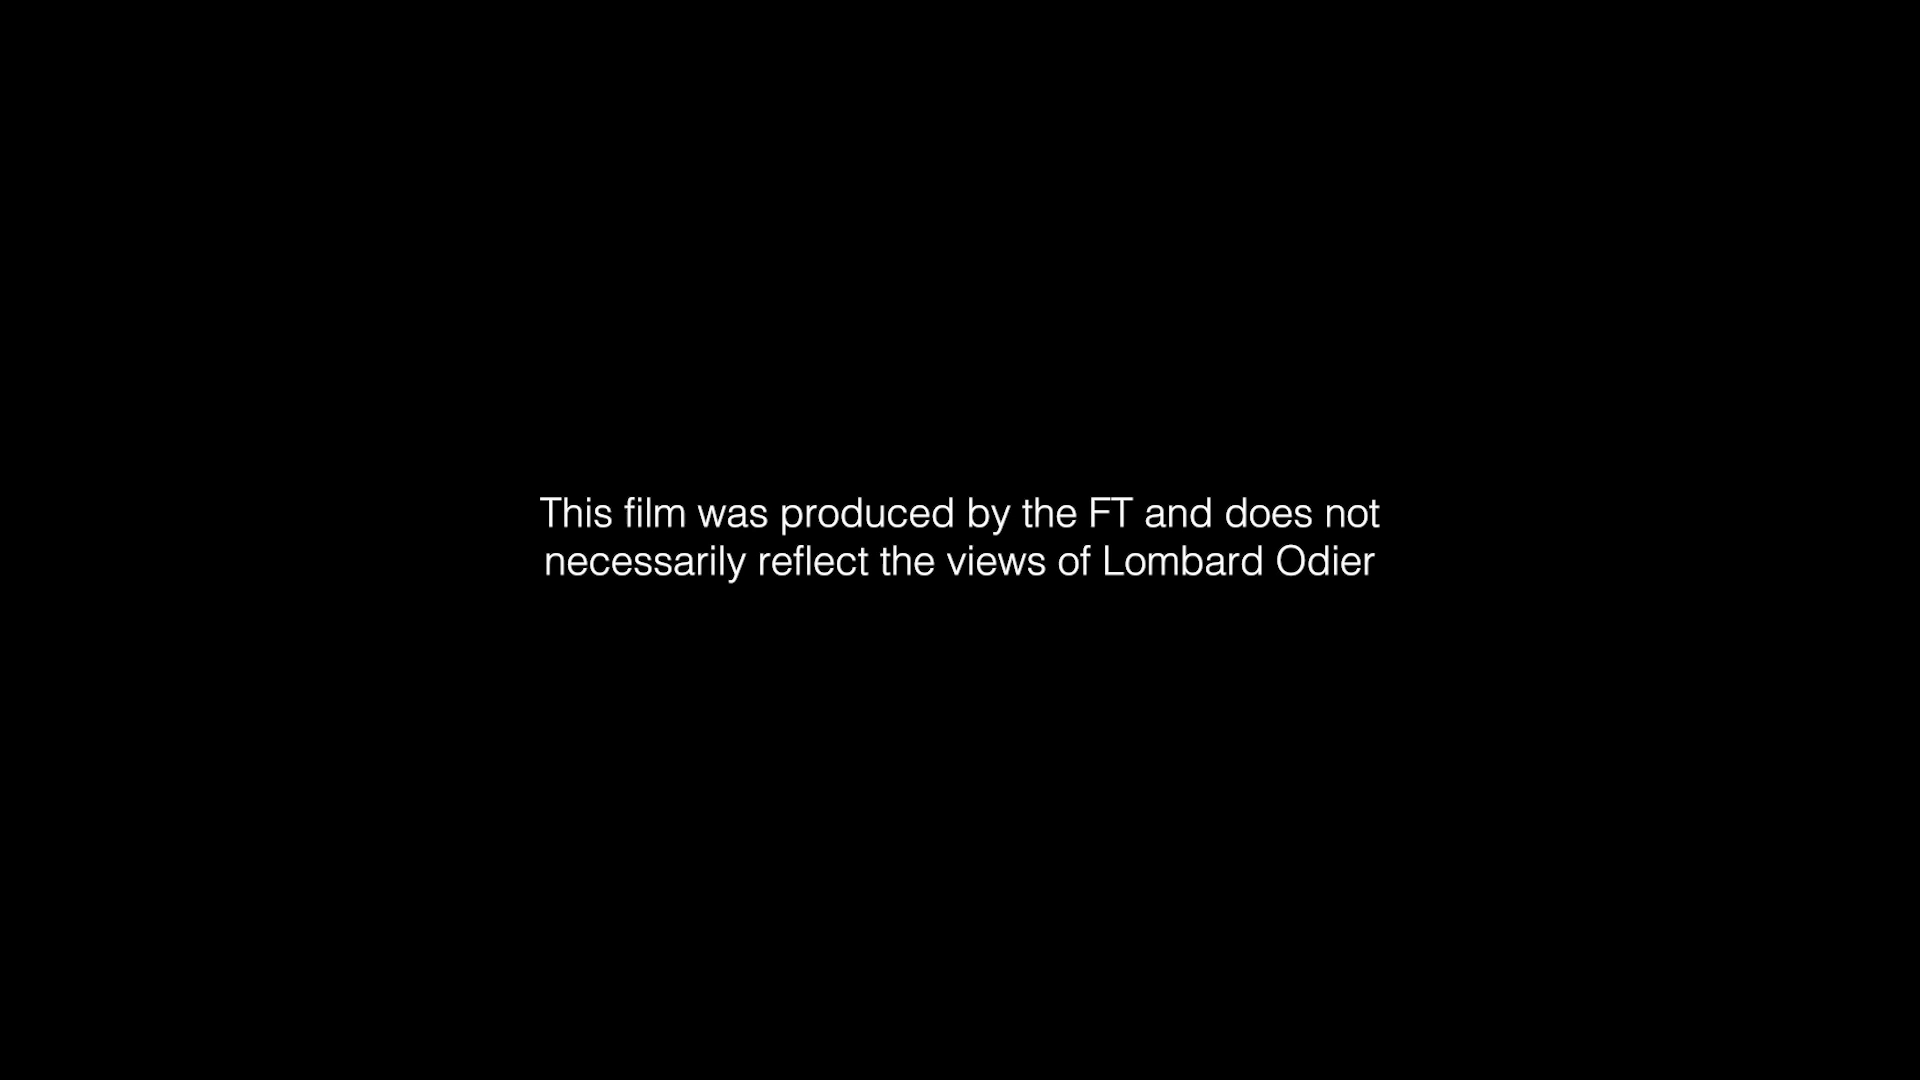 This film was produced by the FT and does not
necessarily reflect the views of Lombard Odier